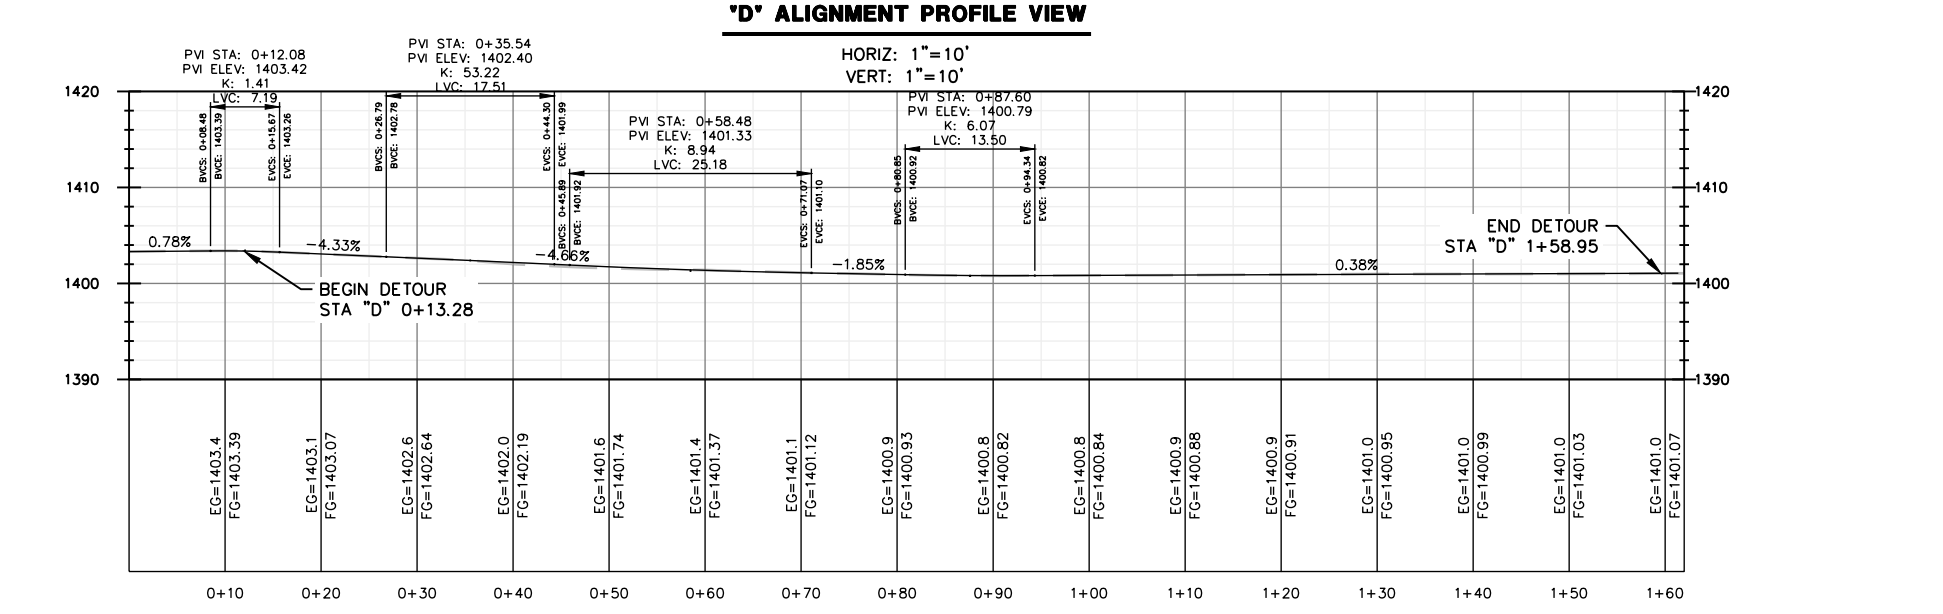 "D" ALIGNMENT PROFILE VIEW
HORIZ: 1"=10'
VERT: 1"=10'
PVI STA: 0+12.08
PVI ELEV: 1403.42
K: 1.41
LVC: 7.19
PVI STA: 0+35.54
PVI ELEV: 1402.40
K: 53.22
LVC: 17.51
PVI STA: 0+58.48
PVI ELEV: 1401.33
K: 8.94
LVC: 25.18
PVI STA: 0+87.60
PVI ELEV: 1400.79
K: 6.07
LVC: 13.50
1420
1410
1400
1390
1420
1410
1400
1390
BVCS: 0+08.48
BVCE: 1403.39
EVCS: 0+15.67
EVCE: 1403.26
BVCS: 0+26.79
BVCE: 1402.78
EVCS: 0+44.30
EVCE: 1401.99
BVCS: 0+45.89
BVCE: 1401.92
EVCS: 0+71.07
EVCE: 1401.10
BVCS: 0+80.85
BVCE: 1400.92
EVCS: 0+94.34
EVCE: 1400.82
0.78%
-4.33%
-4.66%
-1.85%
0.38%
BEGIN DETOUR
STA "D" 0+13.28
END DETOUR
STA "D" 1+58.95
EG=1403.4
FG=1403.39
EG=1403.1
FG=1403.07
EG=1402.6
FG=1402.64
EG=1402.0
FG=1402.19
EG=1401.6
FG=1401.74
EG=1401.4
FG=1401.37
EG=1401.1
FG=1401.12
EG=1400.9
FG=1400.93
EG=1400.8
FG=1400.82
EG=1400.8
FG=1400.84
EG=1400.9
FG=1400.88
EG=1400.9
FG=1400.91
EG=1401.0
FG=1400.95
EG=1401.0
FG=1400.99
EG=1401.0
FG=1401.03
EG=1401.0
FG=1401.07
0+10
0+20
0+30
0+40
0+50
0+60
0+70
0+80
0+90
1+00
1+10
1+20
1+30
1+40
1+50
1+60